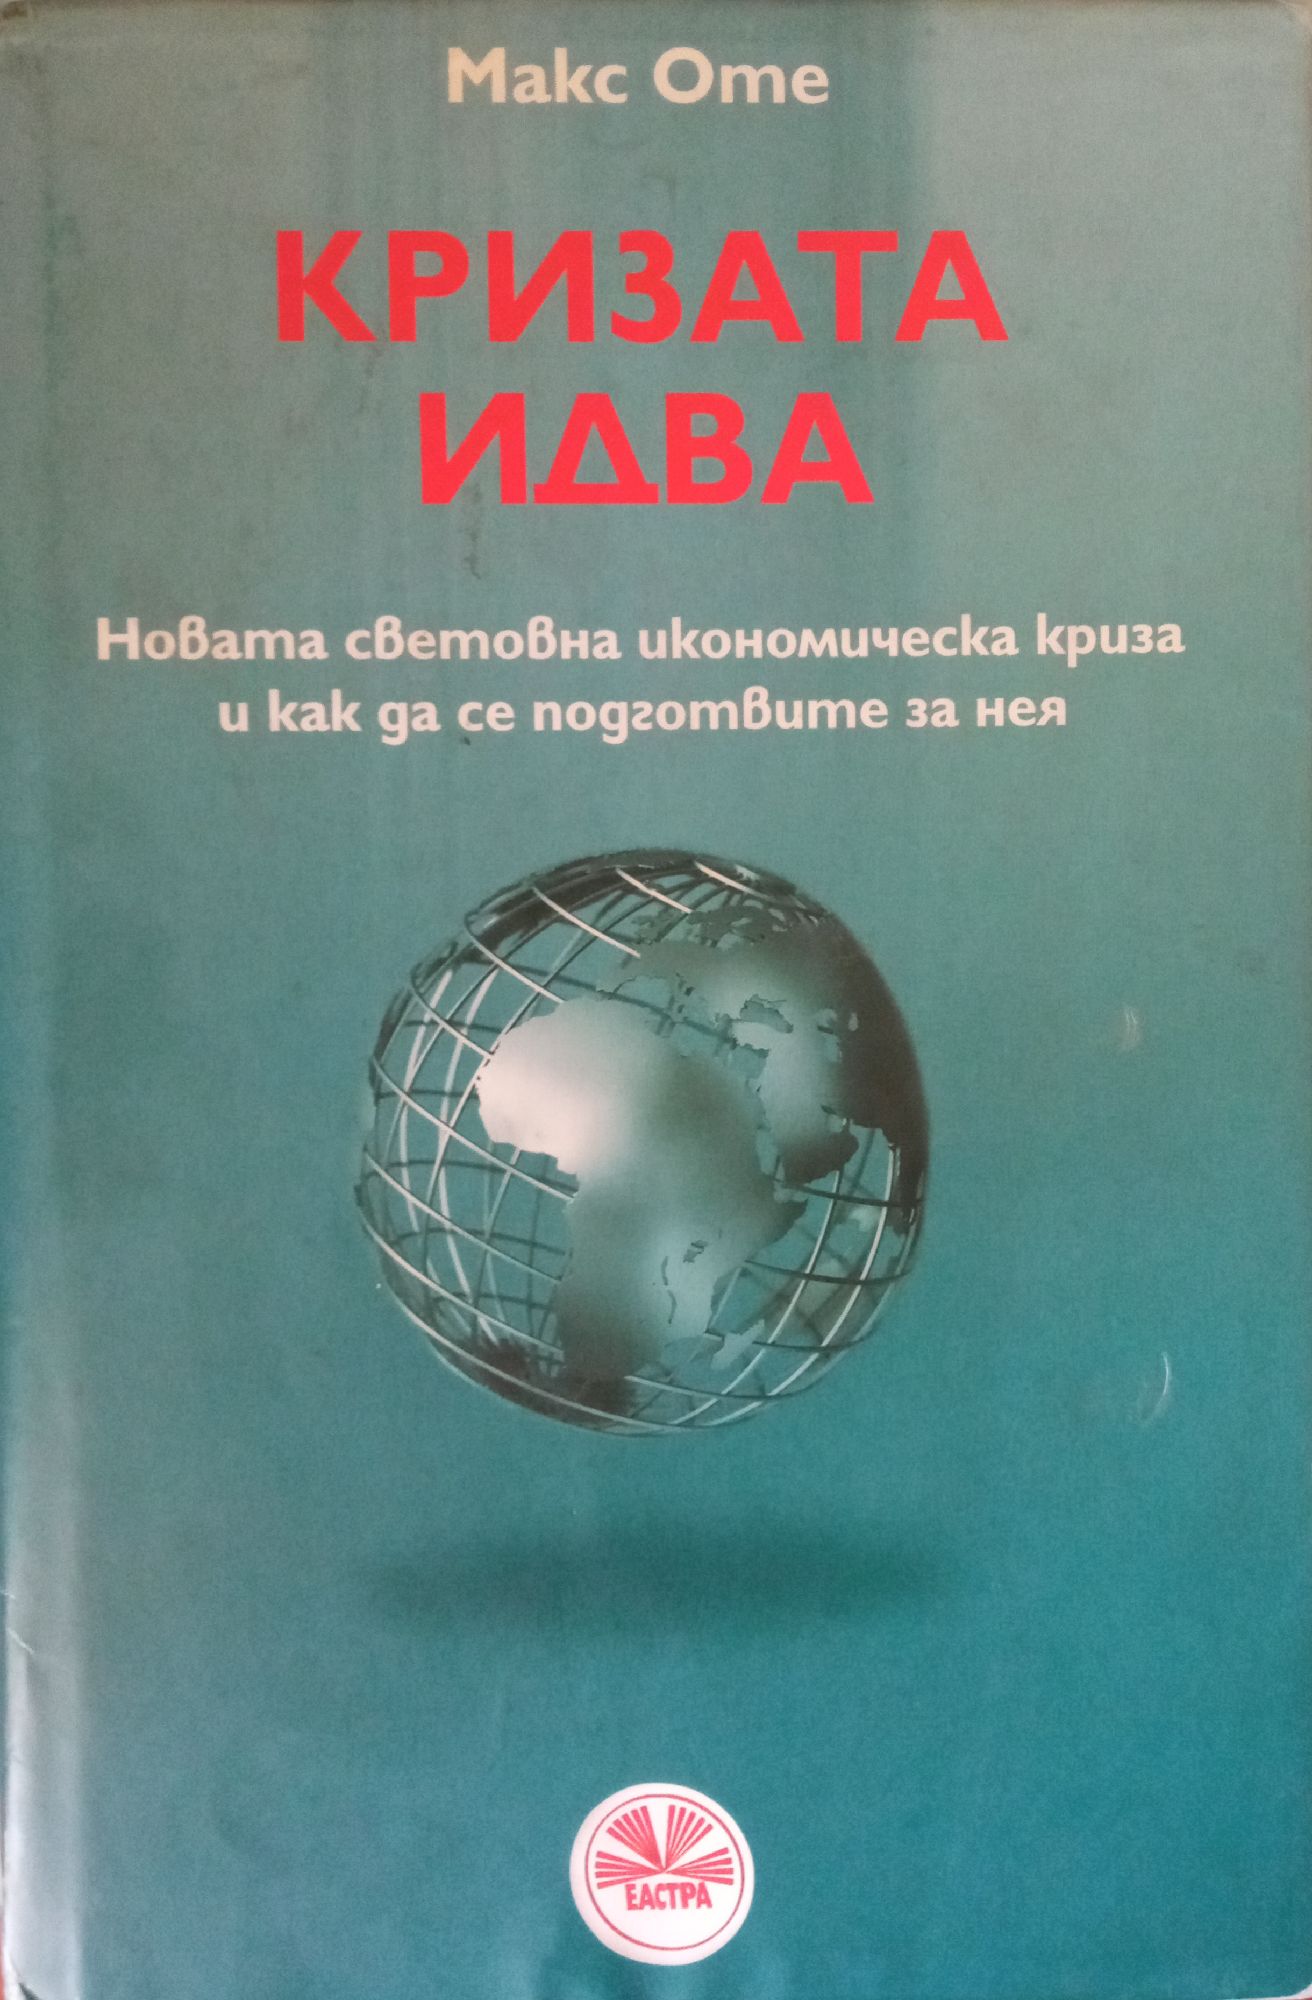 Макс Оте
КРИЗАТА
ИДВА
Новата световна икономическа криза
и как да се подготвите за нея
ЕАСТРА